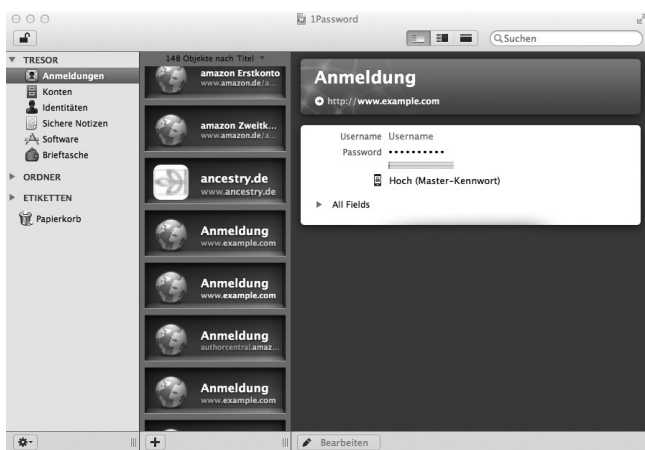 1Password
Suchen
TRESOR
Anmeldungen
Konten
Identitäten
Sichere Notizen
Software
Brieftasche
ORDNER
ETIKETTEN
Papierkorb
148 Objekte nach Titel
amazon Erstkonto
www.amazon.de/a...
amazon Zweitk...
www.amazon.de/a...
ancestry.de
www.ancestry.de
Anmeldung
www.example.com
Anmeldung
www.example.com
Anmeldung
authorcentral.amaz...
Anmeldung
www.example.com
Anmeldung
http://www.example.com
Username Username
Password ••••••••••
Hoch (Master-Kennwort)
All Fields
Bearbeiten